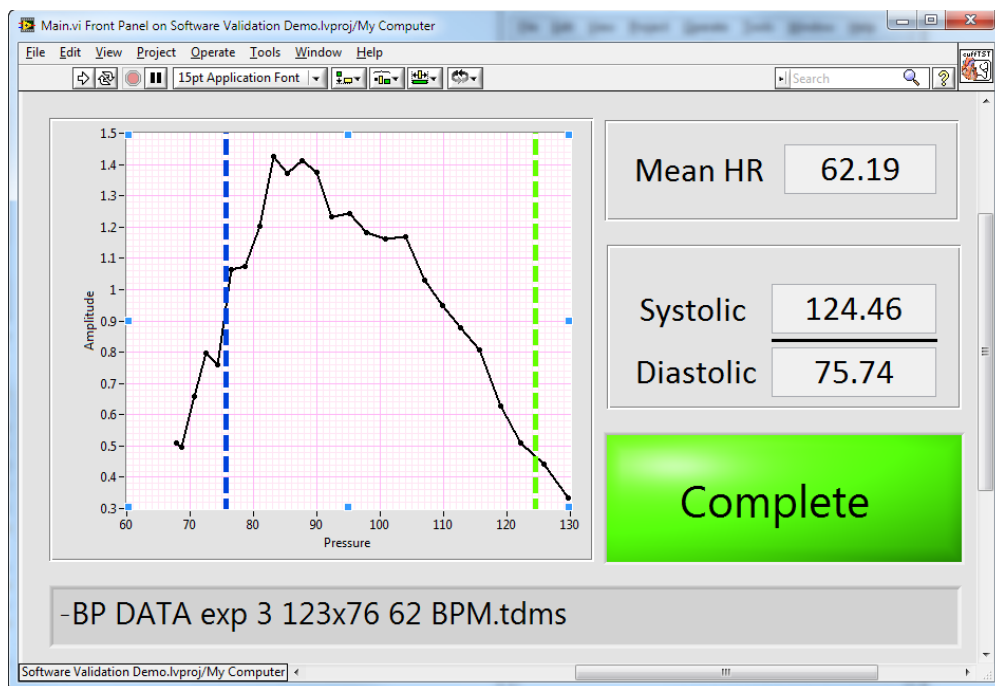 Main.vi Front Panel on Software Validation Demo.lvproj/My Computer
File Edit View Project Operate Tools Window Help
15pt Application Font
Search
cuffTST
1.5
1.4
1.3
1.2
1.1
1
0.9
0.8
0.7
0.6
0.5
0.4
0.3
Amplitude
60 70 80 90 100 110 120 130
Pressure
Mean HR 62.19
Systolic 124.46
Diastolic 75.74
Complete
-BP DATA exp 3 123x76 62 BPM.tdms
Software Validation Demo.lvproj/My Computer